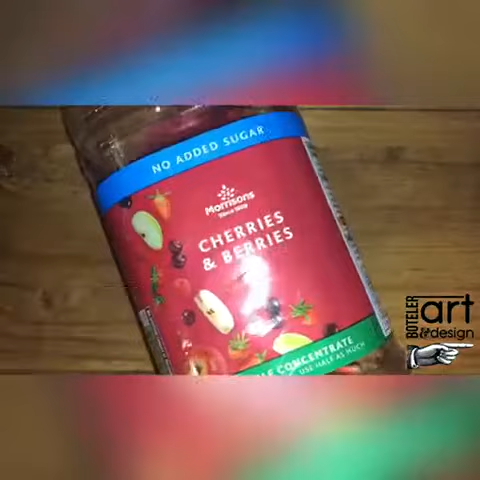 NO ADDED SUGAR
Morrisons
Since 1899
CHERRIES
& BERRIES
CONCENTRATE
USE HALF AS MUCH
BOTELER
art
& design